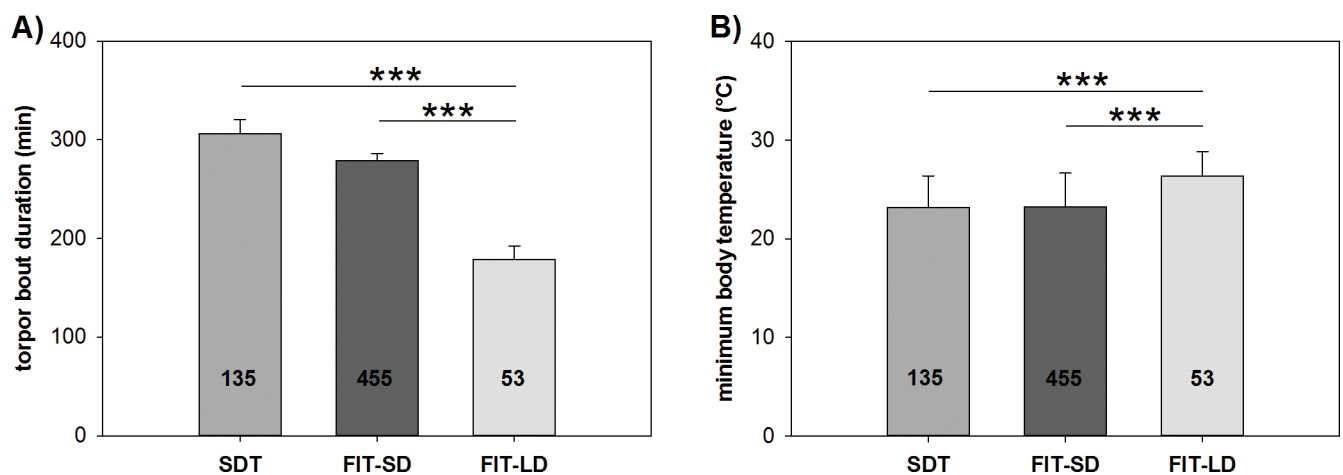 A)
torpor bout duration (min)
400
300
200
100
0
***
***
135
455
53
SDT
FIT-SD
FIT-LD
B)
minimum body temperature (°C)
40
30
20
10
0
***
***
135
455
53
SDT
FIT-SD
FIT-LD